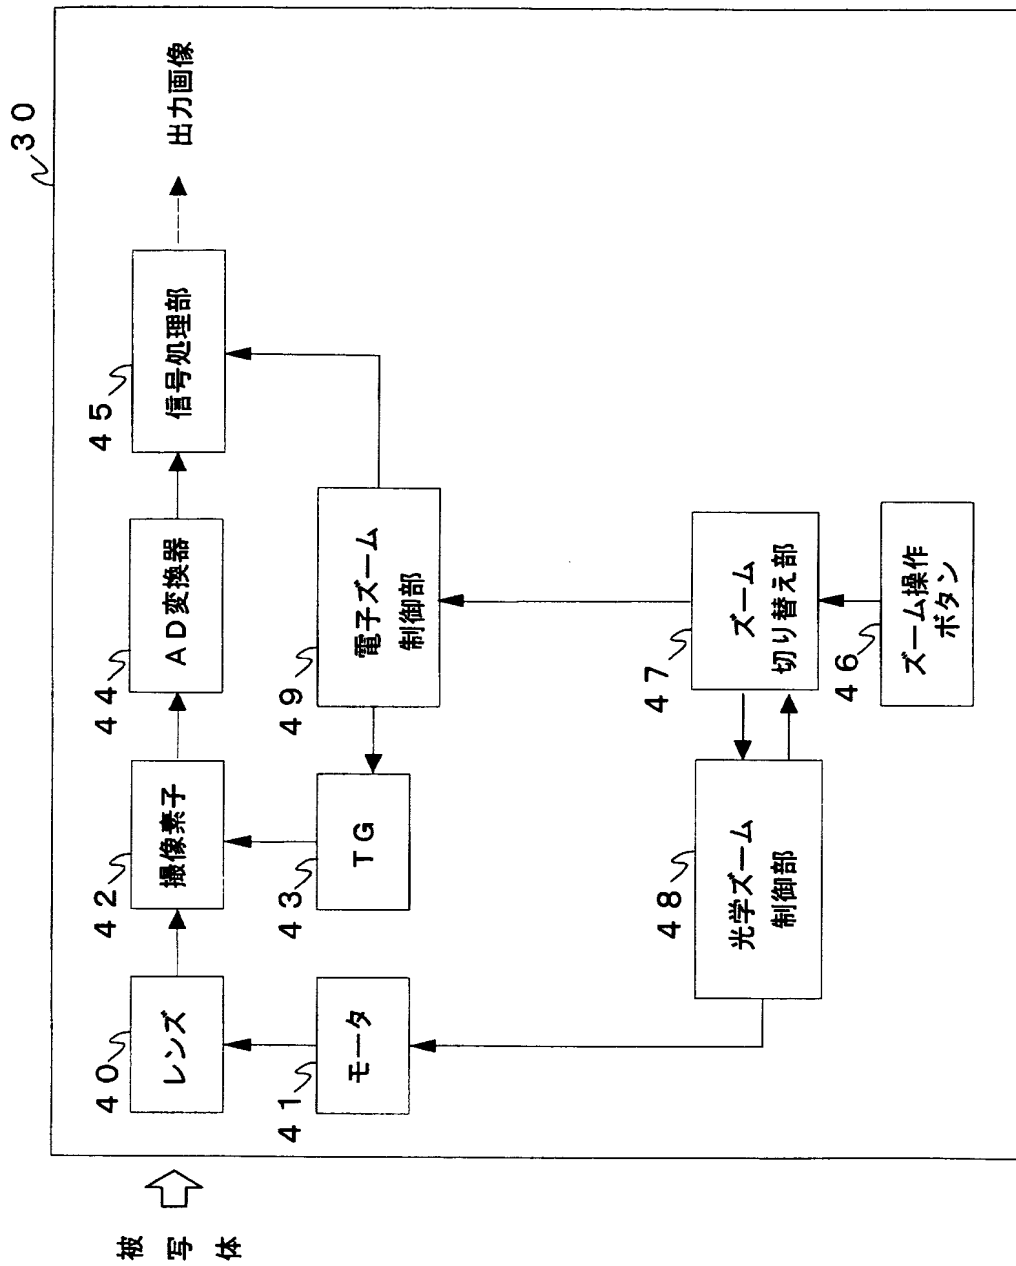 ３０
被写体
４０
レンズ
４２
撮像素子
４４
ＡＤ変換器
４５
信号処理部
出力画像
４１
モータ
４３
ＴＧ
４９
電子ズーム
制御部
４８
光学ズーム
制御部
４７
ズーム
切り替え部
４６
ズーム操作
ボタン